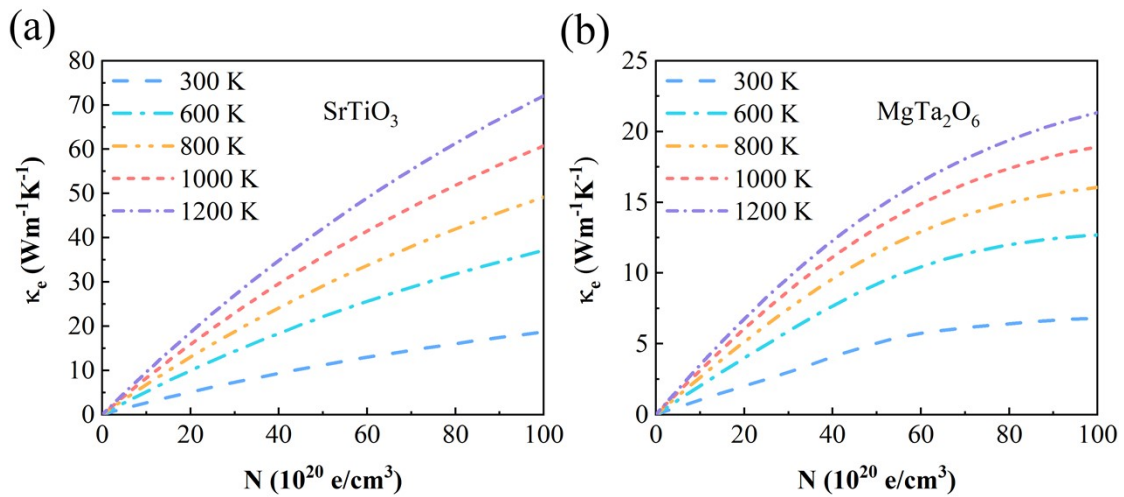 (a)
80
70
60
50
40
30
20
10
0
κe (Wm-1K-1)
300 K
600 K
800 K
1000 K
1200 K
SrTiO3
0 20 40 60 80 100
N (10^20 e/cm^3)
(b)
25
20
15
10
5
0
κe (Wm-1K-1)
300 K
600 K
800 K
1000 K
1200 K
MgTa2O6
0 20 40 60 80 100
N (10^20 e/cm^3)